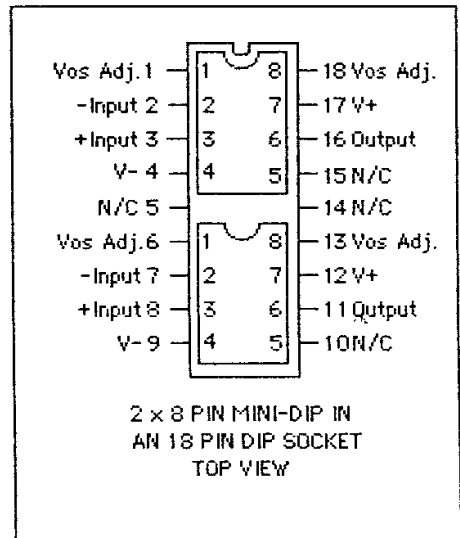 Vos Adj.1 1 8 18 Vos Adj.
-Input 2 2 7 17 V+
+Input 3 3 6 16 Output
V- 4 4 5 15 N/C
N/C 5 14 N/C
Vos Adj.6 1 8 13 Vos Adj.
-Input 7 2 7 12 V+
+Input 8 3 6 11 Output
V- 9 4 5 10 N/C
2 x 8 PIN MINI-DIP IN
AN 18 PIN DIP SOCKET
TOP VIEW